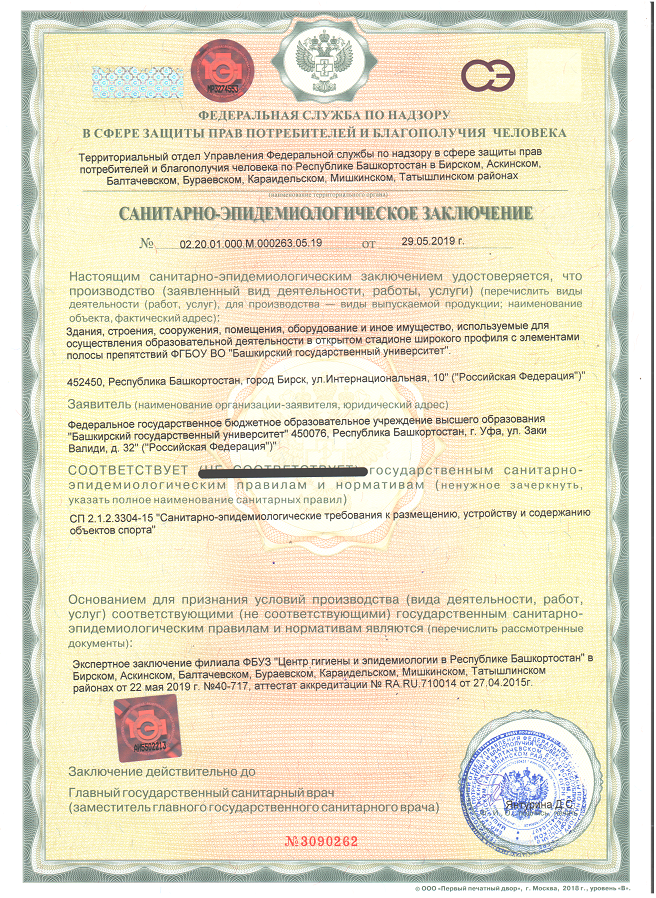 МР0274563
СЭ
ФЕДЕРАЛЬНАЯ СЛУЖБА ПО НАДЗОРУ
В СФЕРЕ ЗАЩИТЫ ПРАВ ПОТРЕБИТЕЛЕЙ И БЛАГОПОЛУЧИЯ ЧЕЛОВЕКА
Территориальный отдел Управления Федеральной службы по надзору в сфере защиты прав
потребителей и благополучия человека по Республике Башкортостан в Бирском, Аскинском,
Балтачевском, Бураевском, Караидельском, Мишкинском, Татышлинском районах
(наименование территориального органа)
САНИТАРНО-ЭПИДЕМИОЛОГИЧЕСКОЕ ЗАКЛЮЧЕНИЕ
№ 02.20.01.000.М.000263.05.19 от 29.05.2019 г.
Настоящим санитарно-эпидемиологическим заключением удостоверяется, что
производство (заявленный вид деятельности, работы, услуги) (перечислить виды
деятельности (работ, услуг), для производства — виды выпускаемой продукции; наименование
объекта, фактический адрес):
Здания, строения, сооружения, помещения, оборудование и иное имущество, используемые для
осуществления образовательной деятельности в открытом стадионе широкого профиля с элементами
полосы препятствий ФГБОУ ВО "Башкирский государственный университет".
452450, Республика Башкортостан, город Бирск, ул.Интернациональная, 10" ("Российская Федерация")"
Заявитель (наименование организации-заявителя, юридический адрес)
Федеральное государственное бюджетное образовательное учреждение высшего образования
"Башкирский государственный университет" 450076, Республика Башкортостан, г. Уфа, ул. Заки
Валиди, д. 32" ("Российская Федерация")"
СООТВЕТСТВУЕТ (НЕ СООТВЕТСТВУЕТ) государственным санитарно-
эпидемиологическим правилам и нормативам (ненужное зачеркнуть,
указать полное наименование санитарных правил)
СП 2.1.2.3304-15 "Санитарно-эпидемиологические требования к размещению, устройству и содержанию
объектов спорта"
Основанием для признания условий производства (вида деятельности, работ,
услуг) соответствующими (не соответствующими) государственным санитарно-
эпидемиологическим правилам и нормативам являются (перечислить рассмотренные
документы):
Экспертное заключение филиала ФБУЗ "Центр гигиены и эпидемиологии в Республике Башкортостан" в
Бирском, Аскинском, Балтачевском, Бураевском, Караидельском, Мишкинском, Татышлинском
районах от 22 мая 2019 г. №40-717, аттестат аккредитации № RA.RU.710014 от 27.04.2015г.
АИ5502213
Заключение действительно до
Главный государственный санитарный врач
(заместитель главного государственного санитарного врача)
№3090262
© ООО «Первый печатный двор», г. Москва, 2018 г., уровень «В».